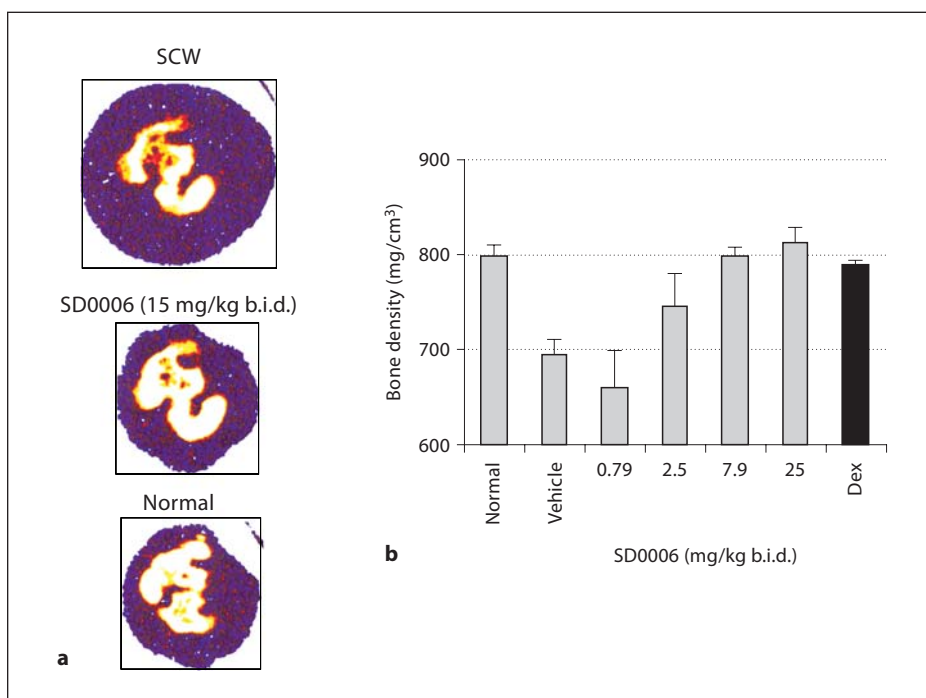 SCW
SD0006 (15 mg/kg b.i.d.)
Normal
a
Bone density (mg/cm³)
900
800
700
600
Normal
Vehicle
0.79
2.5
7.9
25
Dex
SD0006 (mg/kg b.i.d.)
b